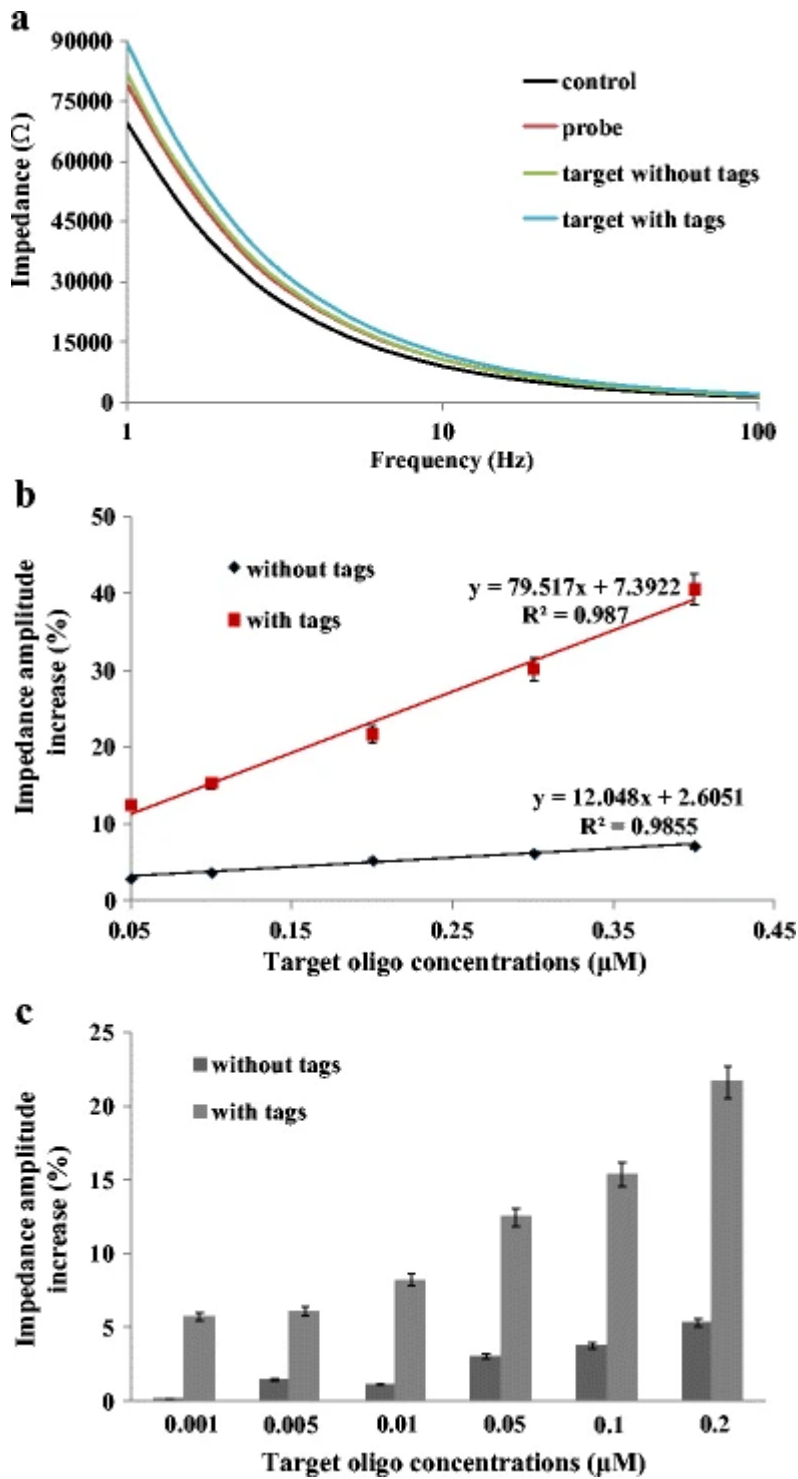 a
90000
75000
60000
45000
30000
15000
0
Impedance (Ω)
control
probe
target without tags
target with tags
1
10
100
Frequency (Hz)
b
50
40
30
20
10
0
Impedance amplitude
increase (%)
without tags
with tags
y = 79.517x + 7.3922
R² = 0.987
y = 12.048x + 2.6051
R² = 0.9855
0.05
0.15
0.25
0.35
0.45
Target oligo concentrations (μM)
c
25
20
15
10
5
0
Impedance amplitude
increase (%)
without tags
with tags
0.001
0.005
0.01
0.05
0.1
0.2
Target oligo concentrations (μM)